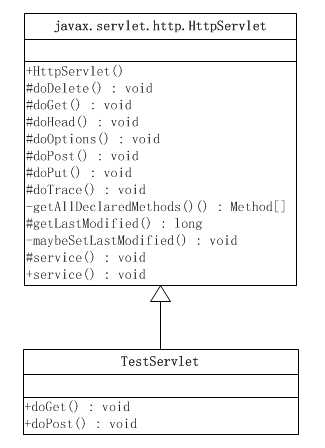 javax.servlet.http.HttpServlet
+HttpServlet()
#doDelete() : void
#doGet() : void
#doHead() : void
#doOptions() : void
#doPost() : void
#doPut() : void
#doTrace() : void
-getAllDeclaredMethods()() : Method[]
#getLastModified() : long
-maybeSetLastModified() : void
#service() : void
+service() : void
TestServlet
+doGet() : void
+doPost() : void